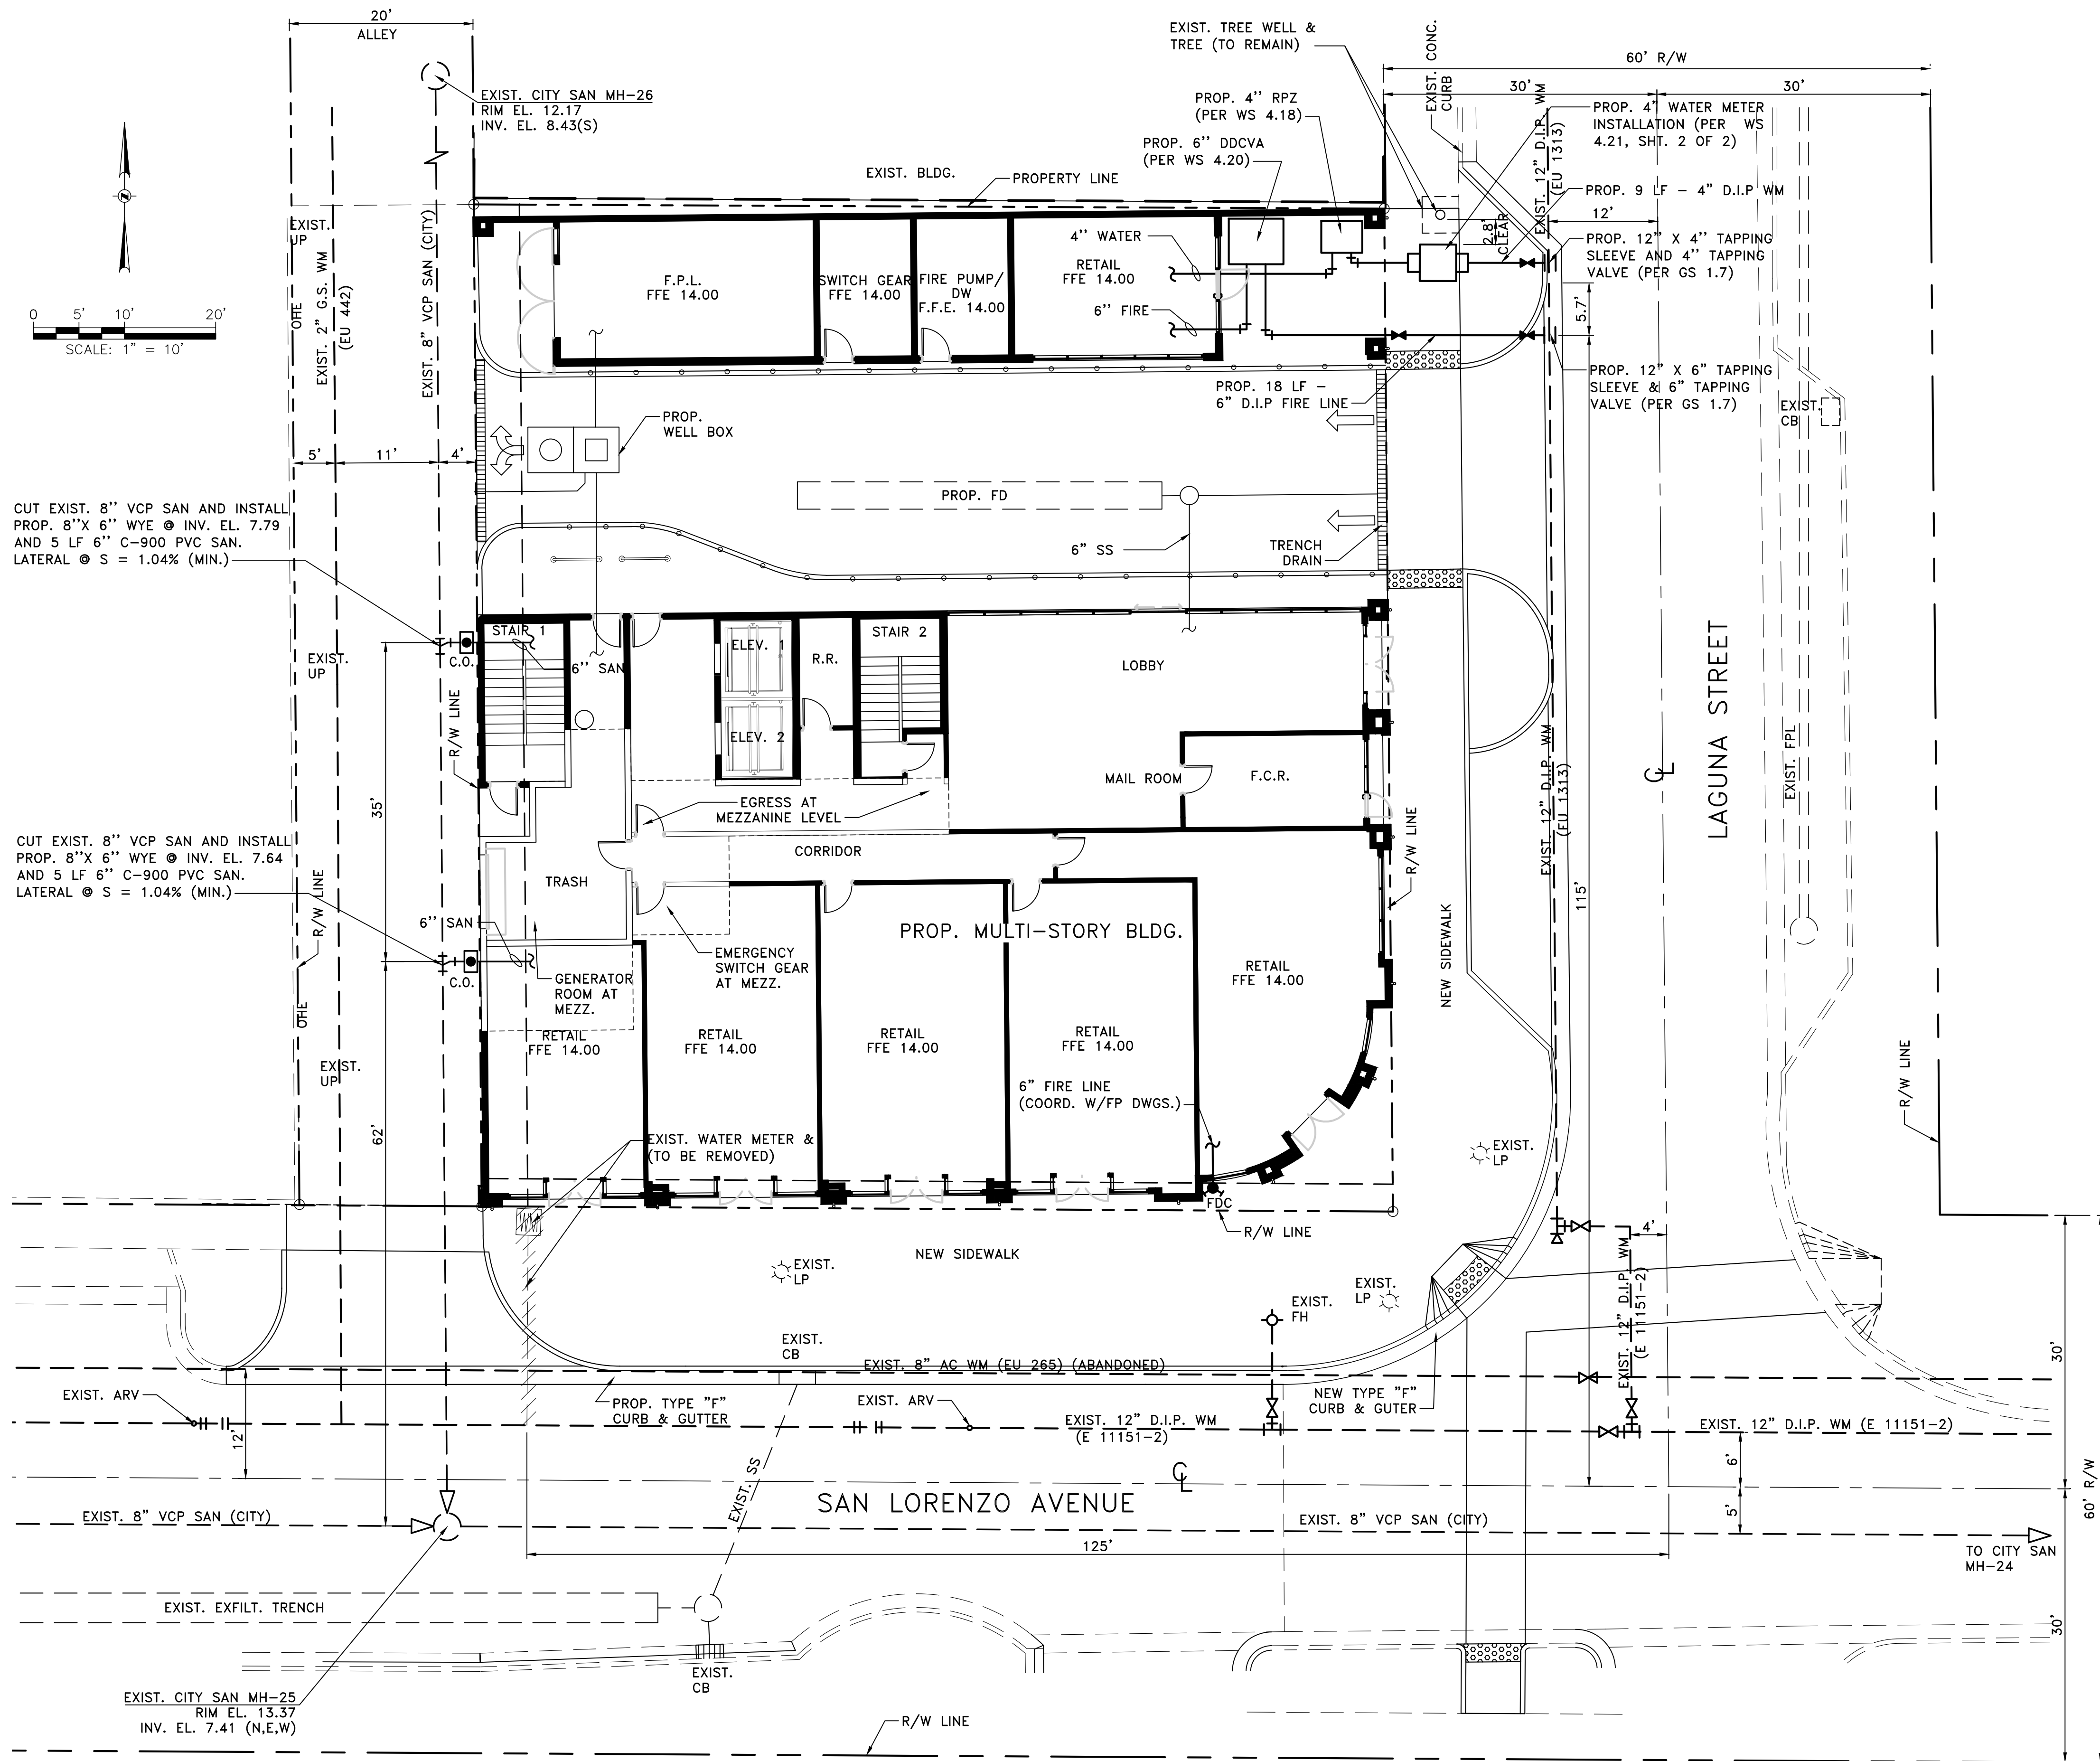 20'
ALLEY
EXIST. CITY SAN MH-26
RIM EL. 12.17
INV. EL. 8.43(S)
EXIST. TREE WELL &
TREE (TO REMAIN)
EXIST. CONC.
CURB
60' R/W
30'
30'
PROP. 4'' RPZ
(PER WS 4.18)
PROP. 6'' DDCVA
(PER WS 4.20)
PROP. 4" WATER METER
INSTALLATION (PER WS
4.21, SHT. 2 OF 2)
EXIST. 12" D.I.P. WM
(EU 1313)
EXIST. BLDG.
PROPERTY LINE
PROP. 9 LF - 4" D.I.P WM
12'
2.8'
CLEAR
PROP. 12" X 4" TAPPING
SLEEVE AND 4" TAPPING
VALVE (PER GS 1.7)
5.7'
PROP. 12" X 6" TAPPING
SLEEVE & 6" TAPPING
VALVE (PER GS 1.7)
EXIST.
CB
N
0 5' 10' 20'
SCALE: 1" = 10'
EXIST.
UP
OHE
EXIST. 2" G.S. WM
(EU 442)
EXIST. 8" VCP SAN (CITY)
F.P.L.
FFE 14.00
SWITCH GEAR
FFE 14.00
FIRE PUMP/
DW
F.F.E. 14.00
RETAIL
FFE 14.00
4'' WATER
6'' FIRE
PROP. 18 LF -
6" D.I.P FIRE LINE
PROP.
WELL BOX
5'
11'
4'
PROP. FD
6" SS
TRENCH
DRAIN
CUT EXIST. 8'' VCP SAN AND INSTALL
PROP. 8''X 6'' WYE @ INV. EL. 7.79
AND 5 LF 6'' C-900 PVC SAN.
LATERAL @ S = 1.04% (MIN.)
STAIR 1
C.O.
6'' SAN
ELEV. 1
ELEV. 2
R.R.
STAIR 2
LOBBY
MAIL ROOM
F.C.R.
EXIST.
UP
R/W LINE
35'
EGRESS AT
MEZZANINE LEVEL
CORRIDOR
LAGUNA STREET
CL
EXIST. FPL
EXIST. 12" D.I.P. WM
(EU 1313)
115'
R/W LINE
NEW SIDEWALK
CUT EXIST. 8'' VCP SAN AND INSTALL
PROP. 8''X 6'' WYE @ INV. EL. 7.64
AND 5 LF 6'' C-900 PVC SAN.
LATERAL @ S = 1.04% (MIN.)
R/W LINE
TRASH
6'' SAN
C.O.
PROP. MULTI-STORY BLDG.
GENERATOR
ROOM AT
MEZZ.
EMERGENCY
SWITCH GEAR
AT MEZZ.
RETAIL
FFE 14.00
RETAIL
FFE 14.00
RETAIL
FFE 14.00
RETAIL
FFE 14.00
RETAIL
FFE 14.00
OHE
EXIST.
UP
62'
6" FIRE LINE
(COORD. W/FP DWGS.)
EXIST. WATER METER &
(TO BE REMOVED)
FDC
R/W LINE
EXIST.
LP
R/W LINE
NEW SIDEWALK
EXIST.
LP
EXIST.
LP
EXIST.
FH
EXIST.
CB
4'
EXIST. 12" D.I.P. WM
(E 11151-2)
EXIST. 8" AC WM (EU 265) (ABANDONED)
EXIST. ARV
12'
PROP. TYPE "F"
CURB & GUTTER
EXIST. ARV
EXIST. 12" D.I.P. WM
(E 11151-2)
NEW TYPE "F"
CURB & GUTER
EXIST. 12" D.I.P. WM (E 11151-2)
30'
60' R/W
6'
5'
CL
EXIST. SS
SAN LORENZO AVENUE
EXIST. 8" VCP SAN (CITY)
EXIST. 8" VCP SAN (CITY)
125'
TO CITY SAN
MH-24
EXIST. EXFILT. TRENCH
30'
EXIST.
CB
EXIST. CITY SAN MH-25
RIM EL. 13.37
INV. EL. 7.41 (N,E,W)
R/W LINE